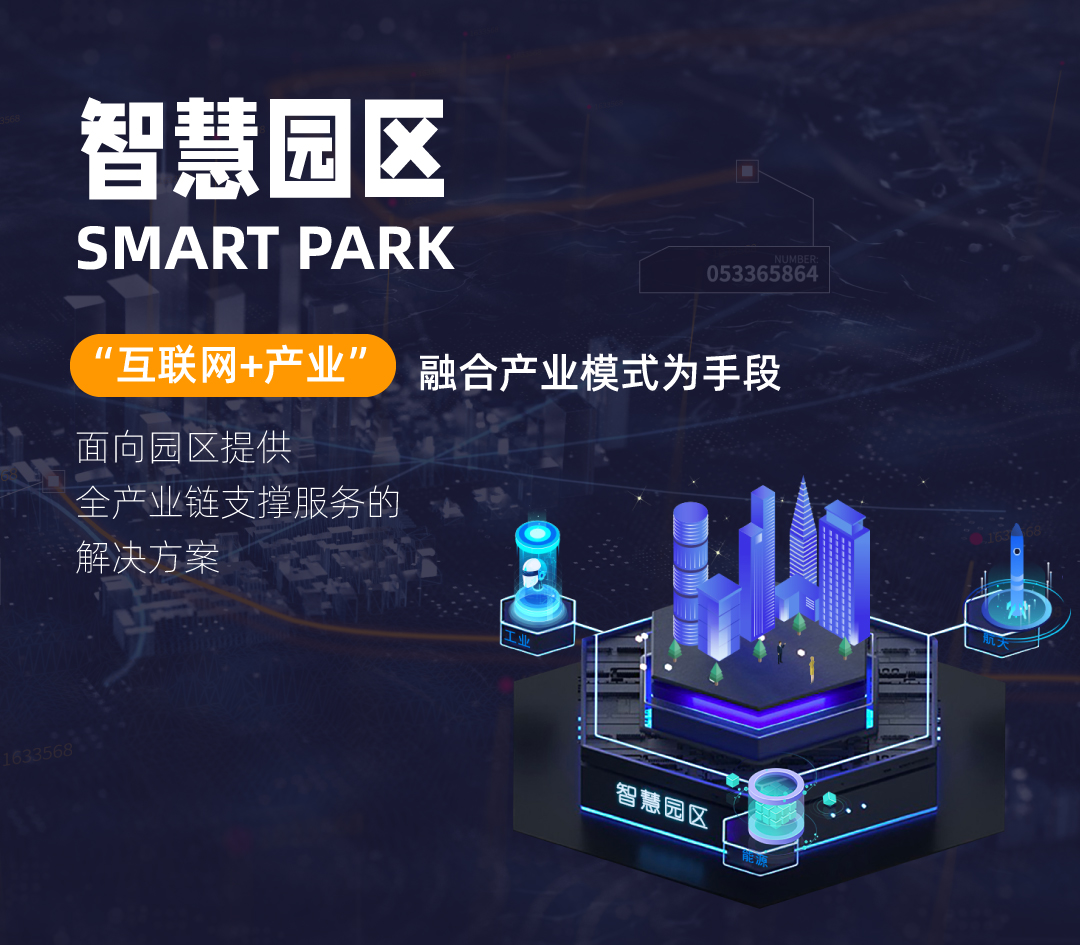 智慧园区
SMART PARK
NUMBER:
053365864
“互联网+产业” 融合产业模式为手段
面向园区提供
全产业链支撑服务的
解决方案
工业
航天
1633568
智慧园区
能源